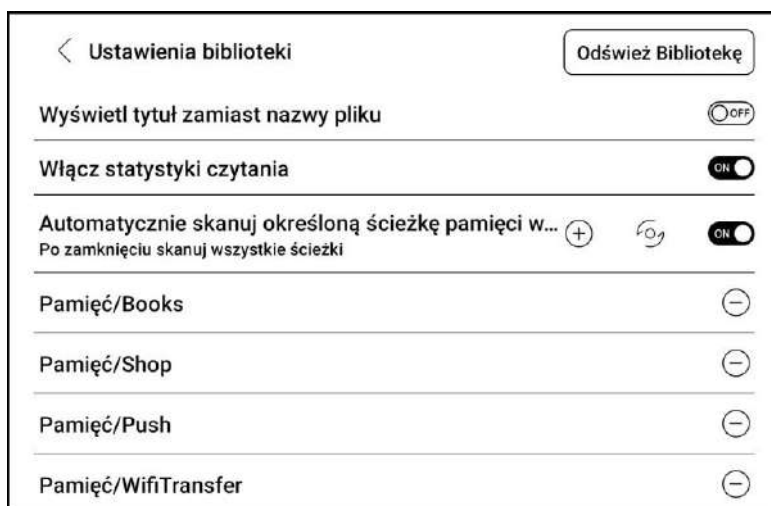 Ustawienia biblioteki
Odśwież Bibliotekę
Wyświetl tytuł zamiast nazwy pliku
OFF
Włącz statystyki czytania
ON
Automatycznie skanuj określoną ścieżkę pamięci w...
ON
Po zamknięciu skanuj wszystkie ścieżki
Pamięć/Books
Pamięć/Shop
Pamięć/Push
Pamięć/WifiTransfer